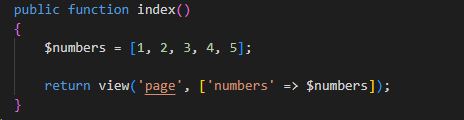 public function index()
{
    $numbers = [1, 2, 3, 4, 5];
    return view('page', ['numbers' => $numbers]);
}